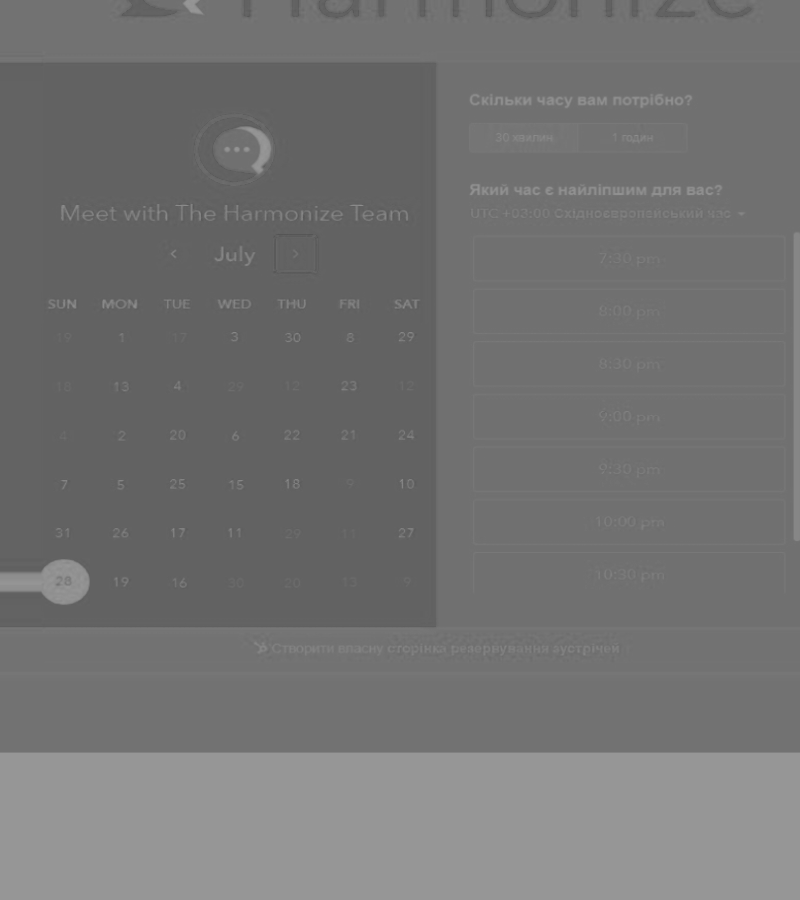 Harmonize
Meet with The Harmonize Team
July
SUN MON TUE WED THU FRI SAT
19 1 17 3 30 8 29
18 13 4 29 12 23 12
4 2 20 6 22 21 24
7 5 25 15 18 9 10
31 26 17 11 29 11 27
28 19 16 30 20 13 9
Скільки часу вам потрібно?
30 хвилин 1 годин
Який час є найліпшим для вас?
UTC +03:00 Східноєвропейський час
7:30 pm
8:00 pm
8:30 pm
9:00 pm
9:30 pm
10:00 pm
10:30 pm
Створити власну сторінка резервування зустрічей